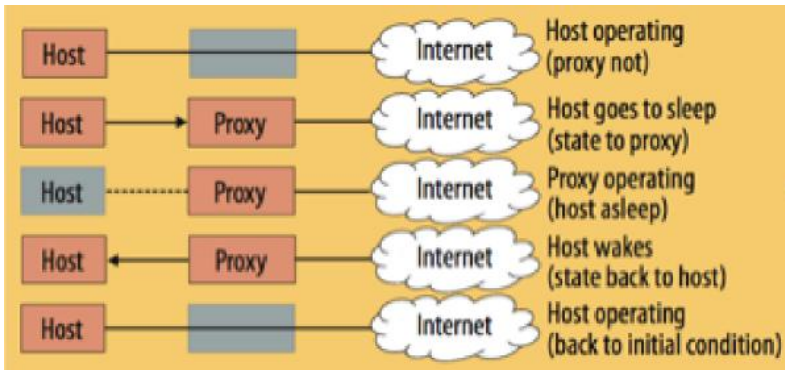 Host Internet Host operating
(proxy not)
Host Proxy Internet Host goes to sleep
(state to proxy)
Host Proxy Internet Proxy operating
(host asleep)
Host Proxy Internet Host wakes
(state back to host)
Host Internet Host operating
(back to initial condition)